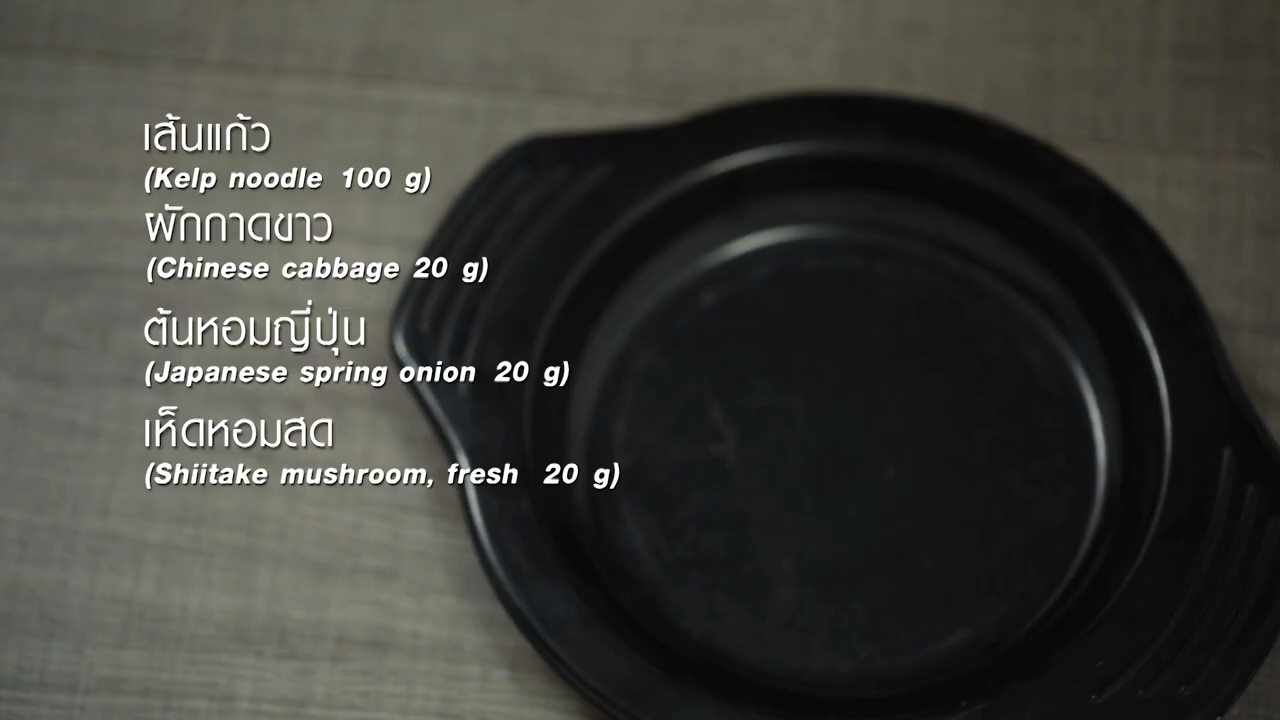 เส้นแก้ว
(Kelp noodle 100 g)
ผักกาดขาว
(Chinese cabbage 20 g)
ต้นหอมญี่ปุ่น
(Japanese spring onion 20 g)
เห็ดหอมสด
(Shiitake mushroom, fresh 20 g)